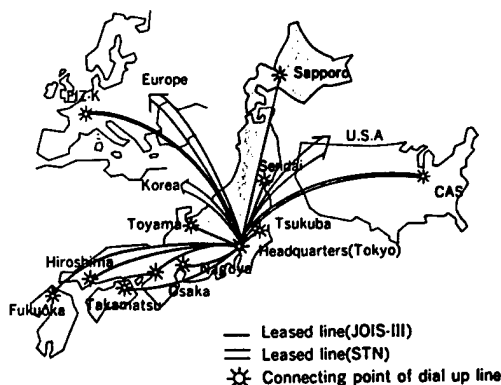 Europe
Sapporo
FIZ·K
U.S.A
Sendai
Korea
CAS
Toyama
Tsukuba
Headquarters(Tokyo)
Hiroshima
Nagoya
Osaka
Takamatsu
Fukuoka
Leased line(JOIS-III)
Leased line(STN)
Connecting point of dial up line